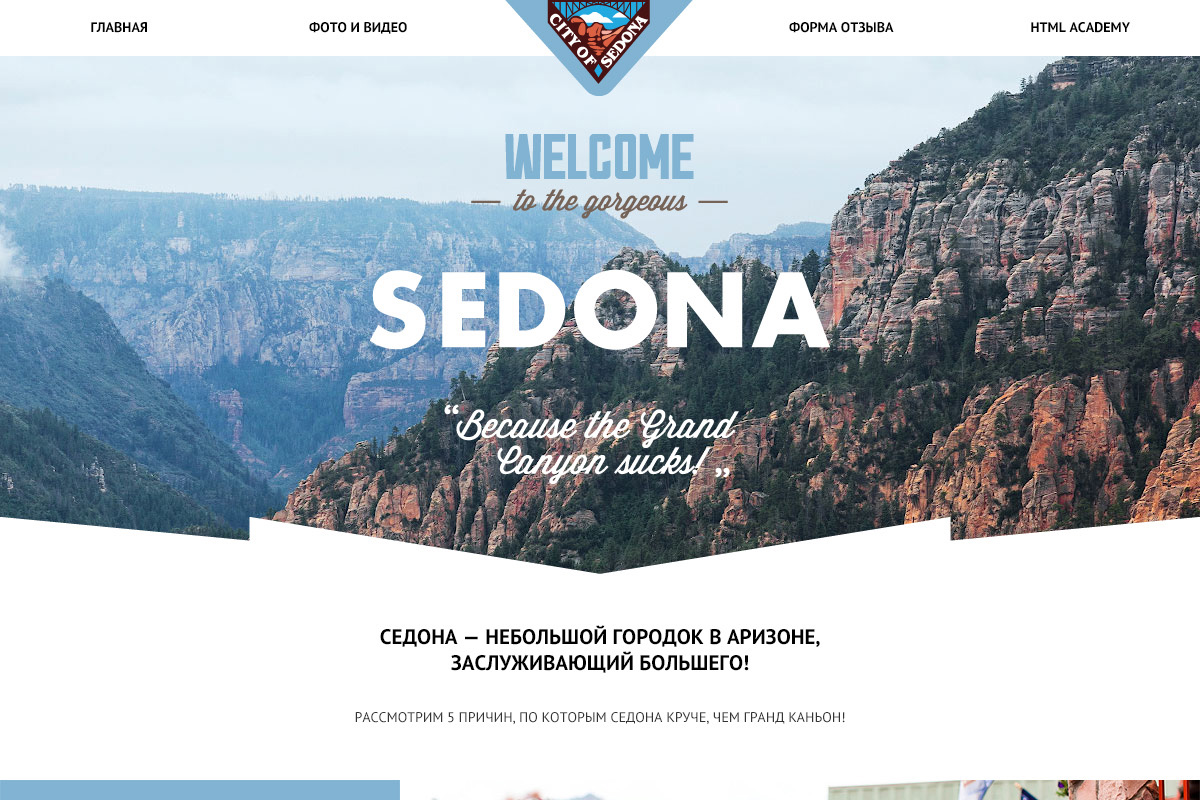 ГЛАВНАЯ
ФОТО И ВИДЕО
CITY OF SEDONA
ФОРМА ОТЗЫВА
HTML ACADEMY
WELCOME
— to the gorgeous —
SEDONA
“Because the Grand
Canyon sucks!„
СЕДОНА — НЕБОЛЬШОЙ ГОРОДОК В АРИЗОНЕ,
ЗАСЛУЖИВАЮЩИЙ БОЛЬШЕГО!
РАССМОТРИМ 5 ПРИЧИН, ПО КОТОРЫМ СЕДОНА КРУЧЕ, ЧЕМ ГРАНД КАНЬОН!